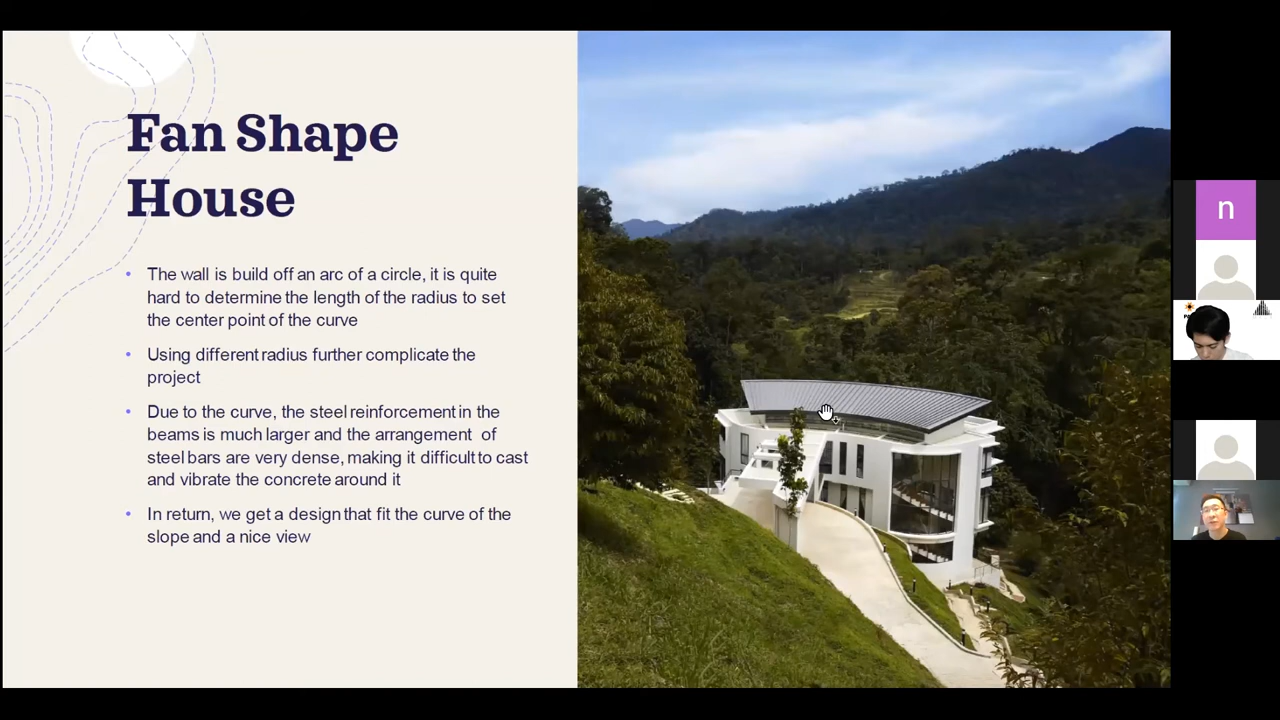 Fan Shape
House
• The wall is build off an arc of a circle, it is quite
hard to determine the length of the radius to set
the center point of the curve
• Using different radius further complicate the
project
• Due to the curve, the steel reinforcement in the
beams is much larger and the arrangement of
steel bars are very dense, making it difficult to cast
and vibrate the concrete around it
• In return, we get a design that fit the curve of the
slope and a nice view
n